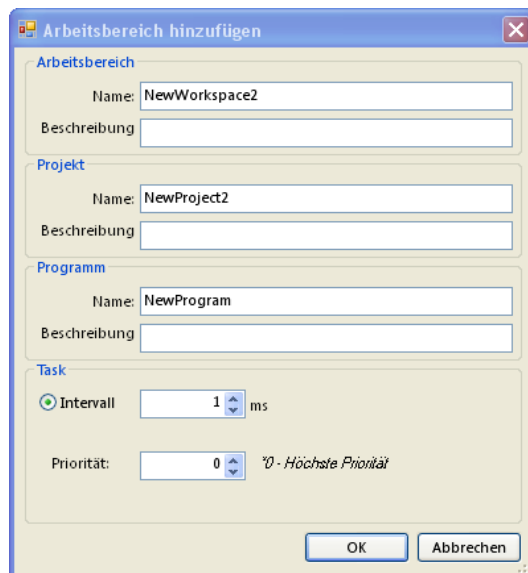 Arbeitsbereich hinzufügen
Arbeitsbereich
Name: NewWorkspace2
Beschreibung
Projekt
Name: NewProject2
Beschreibung
Programm
Name: NewProgram
Beschreibung
Task
Intervall 1 ms
Priorität: 0 *0 - Höchste Priorität
OK Abbrechen